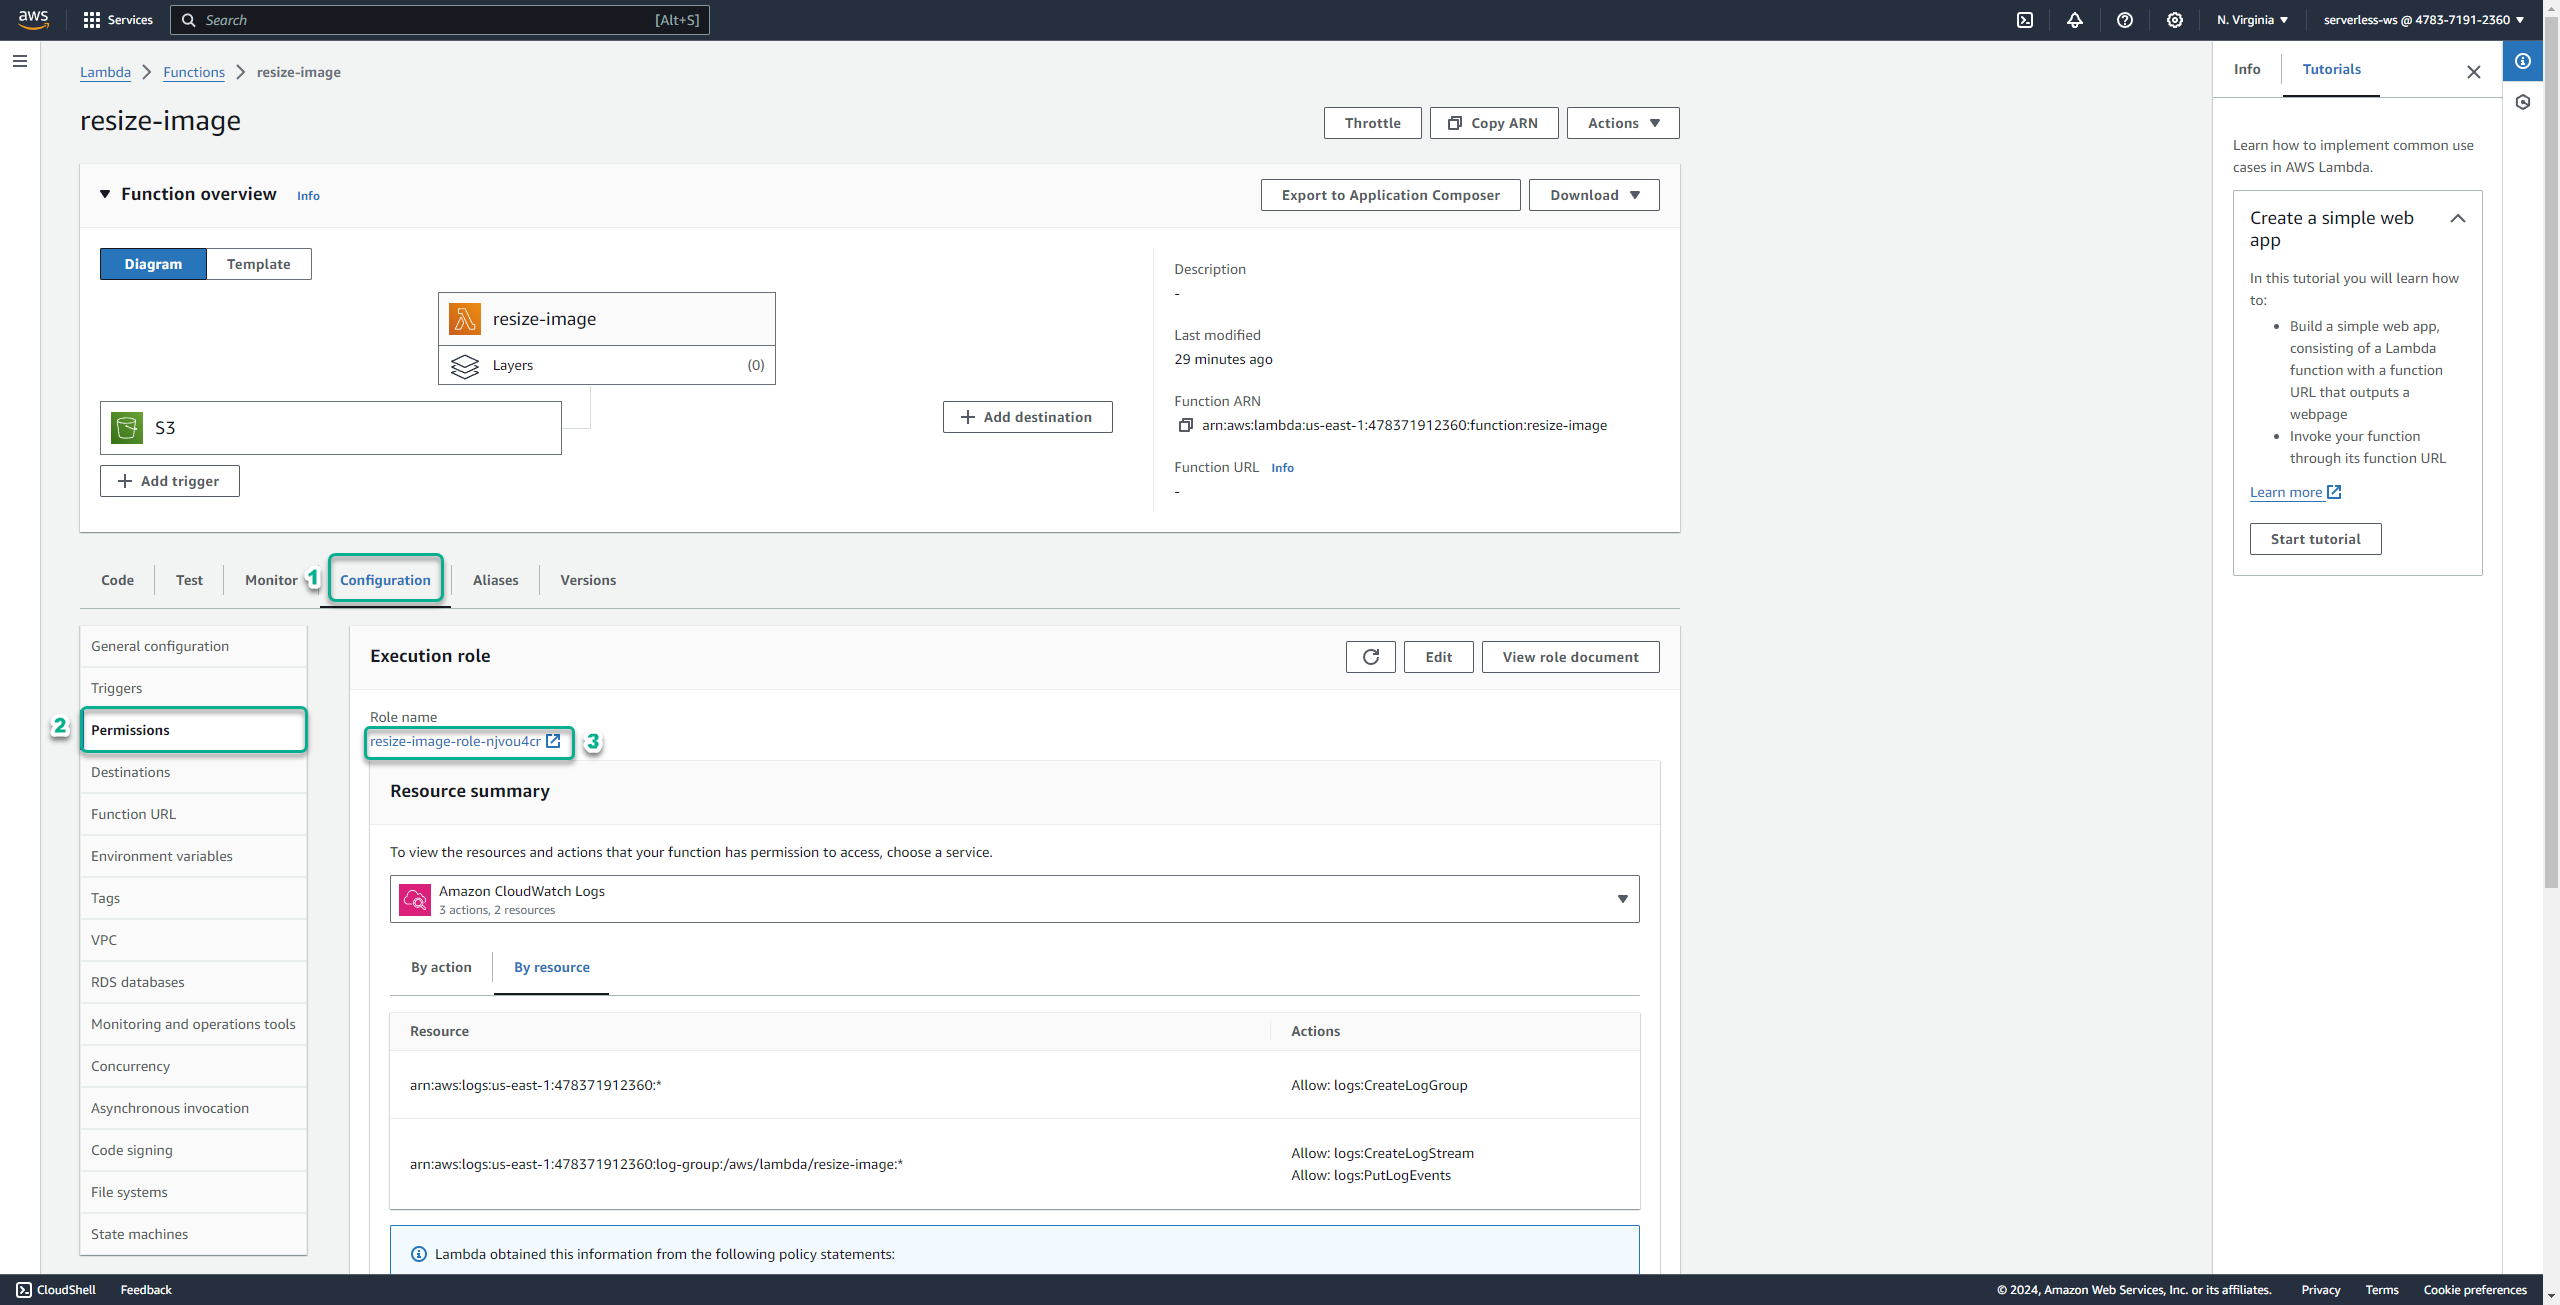 aws
Services
Search
[Alt+S]
N. Virginia
serverless-ws @ 4783-7191-2360
Lambda
Functions
resize-image
resize-image
Throttle
Copy ARN
Actions
Function overview
Info
Export to Application Composer
Download
Diagram
Template
resize-image
Layers
(0)
S3
Add destination
Add trigger
Description
-
Last modified
29 minutes ago
Function ARN
arn:aws:lambda:us-east-1:478371912360:function:resize-image
Function URL
Info
-
Code
Test
Monitor
1
Configuration
Aliases
Versions
General configuration
Triggers
2
Permissions
Destinations
Function URL
Environment variables
Tags
VPC
RDS databases
Monitoring and operations tools
Concurrency
Asynchronous invocation
Code signing
File systems
State machines
Execution role
Edit
View role document
Role name
resize-image-role-njvou4cr
3
Resource summary
To view the resources and actions that your function has permission to access, choose a service.
Amazon CloudWatch Logs
3 actions, 2 resources
By action
By resource
Resource
Actions
arn:aws:logs:us-east-1:478371912360:*
Allow: logs:CreateLogGroup
arn:aws:logs:us-east-1:478371912360:log-group:/aws/lambda/resize-image:*
Allow: logs:CreateLogStream
Allow: logs:PutLogEvents
Lambda obtained this information from the following policy statements:
Info
Tutorials
Learn how to implement common use
cases in AWS Lambda.
Create a simple web
app
In this tutorial you will learn how
to:
• Build a simple web app,
consisting of a Lambda
function with a function
URL that outputs a
webpage
• Invoke your function
through its function URL
Learn more
Start tutorial
CloudShell
Feedback
© 2024, Amazon Web Services, Inc. or its affiliates.
Privacy
Terms
Cookie preferences